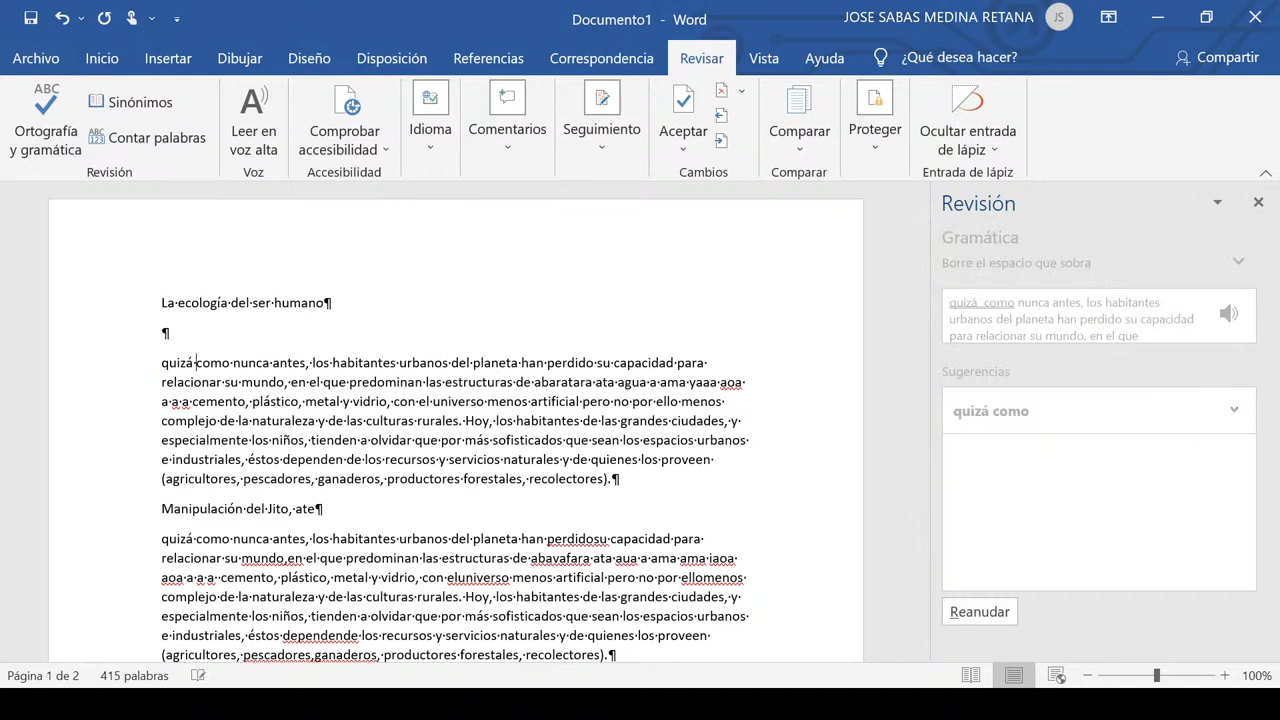 Documento1 - Word
JOSE SABAS MEDINA RETANA
JS
Archivo
Inicio
Insertar
Dibujar
Diseño
Disposición
Referencias
Correspondencia
Revisar
Vista
Ayuda
¿Qué desea hacer?
Compartir
ABC
Ortografía
y gramática
Sinónimos
ABC
123
Contar palabras
Revisión
Leer en
voz alta
Voz
Comprobar
accesibilidad
Accesibilidad
Idioma
Comentarios
Seguimiento
Aceptar
Cambios
Comparar
Comparar
Proteger
Ocultar entrada
de lápiz
Entrada de lápiz
La·ecología·del·ser·humano¶
¶
quizá·como·nunca·antes,·los·habitantes·urbanos·del·planeta·han·perdido·su·capacidad·para·
relacionar·su·mundo,·en·el·que·predominan·las·estructuras·de·abaratara·ata·agua·a·ama·yaaa·aoa·
a·a·a·cemento,·plástico,·metal·y·vidrio,·con·el·universo·menos·artificial·pero·no·por·ello·menos·
complejo·de·la·naturaleza·y·de·las·culturas·rurales.·Hoy,·los·habitantes·de·las·grandes·ciudades,·y·
especialmente·los·niños,·tienden·a·olvidar·que·por·más·sofisticados·que·sean·los·espacios·urbanos·
e·industriales,·éstos·dependen·de·los·recursos·y·servicios·naturales·y·de·quienes·los·proveen·
(agricultores,·pescadores,·ganaderos,·productores·forestales,·recolectores).¶
Manipulación·del·Jito,·ate¶
quizá·como·nunca·antes,·los·habitantes·urbanos·del·planeta·han·perdidosu·capacidad·para·
relacionar·su·mundo,en·el·que·predominan·las·estructuras·de·abavafara·ata·aua·a·ama·ama·iaoa·
aoa·a·a·a·cemento,·plástico,·metal·y·vidrio,·con·eluniverso·menos·artificial·pero·no·por·ellomenos·
complejo·de·la·naturaleza·y·de·las·culturas·rurales.·Hoy,·los·habitantes·de·las·grandes·ciudades,·y·
especialmente·los·niños,·tienden·a·olvidar·que·por·más·sofisticados·que·sean·los·espacios·urbanos·
e·industriales,·éstos·dependende·los·recursos·y·servicios·naturales·y·de·quienes·los·proveen·
(agricultores,·pescadores,ganaderos,·productores·forestales,·recolectores).¶
Revisión
Gramática
Borre el espacio que sobra
quizá  como nunca antes, los habitantes
urbanos del planeta han perdido su capacidad
para relacionar su mundo, en el que
Sugerencias
quizá como
Reanudar
Página 1 de 2
415 palabras
100%